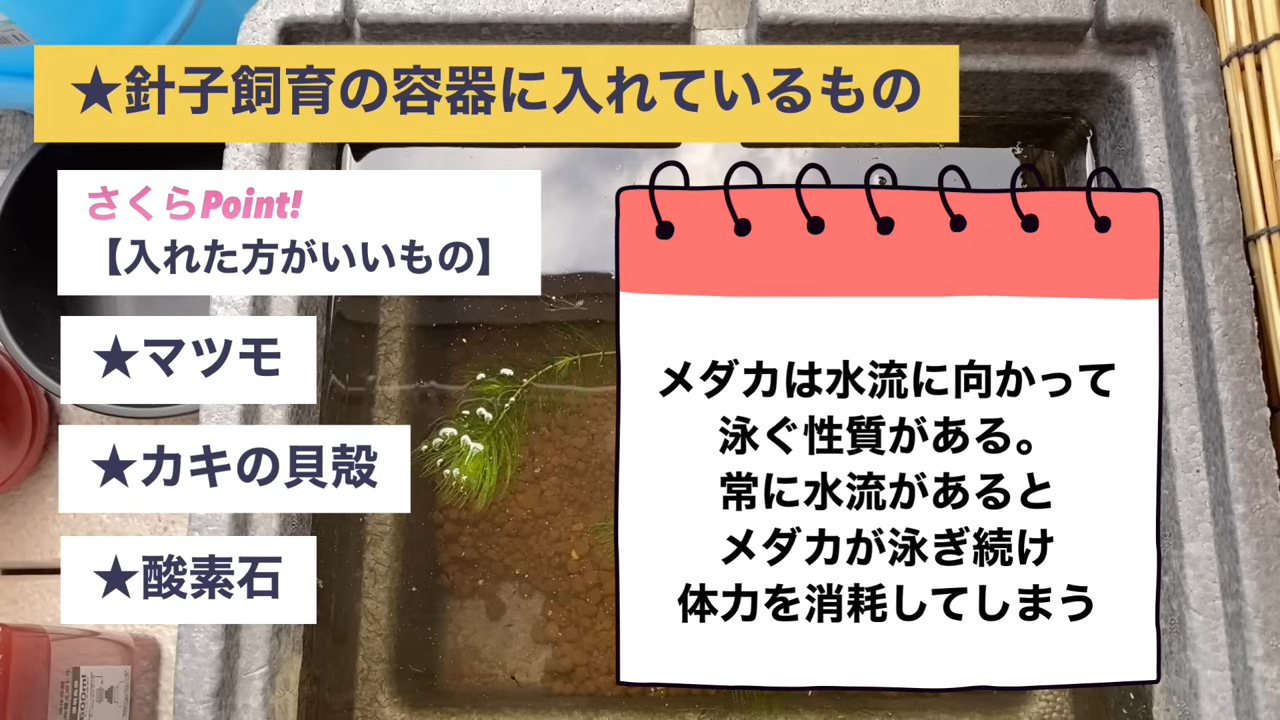 ★針子飼育の容器に入れているもの
さくらPoint!
【入れた方がいいもの】
★マツモ
★カキの貝殻
★酸素石
メダカは水流に向かって
泳ぐ性質がある。
常に水流があると
メダカが泳ぎ続け
体力を消耗してしまう